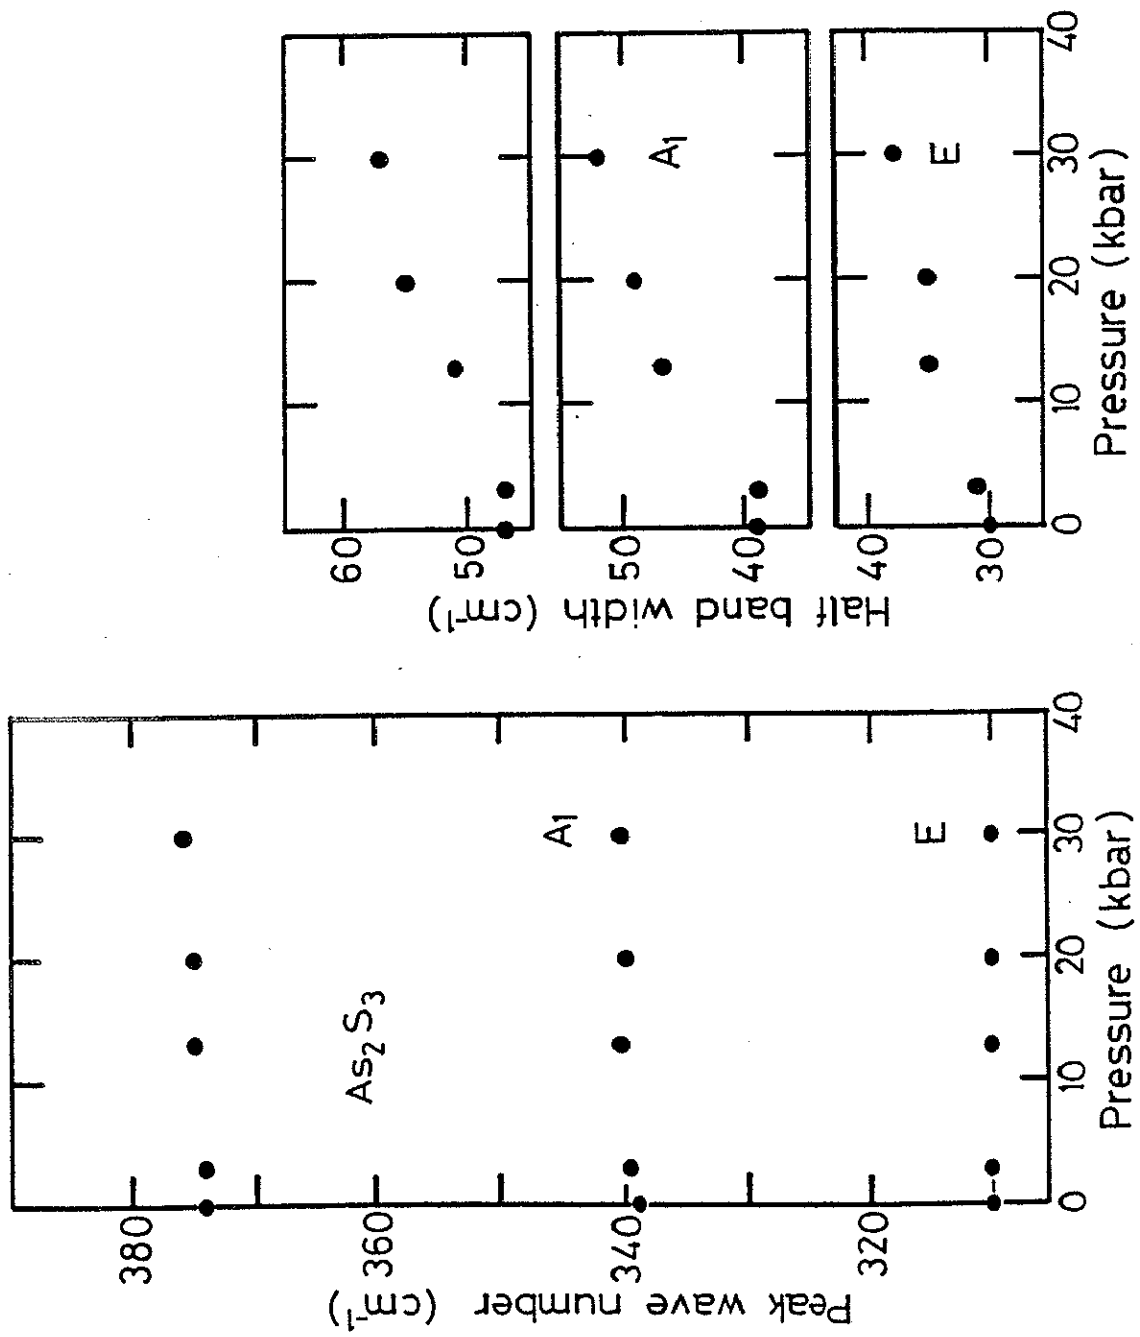 Peak wave number (cm⁻¹)
380
360
340
320
As₂S₃
A₁
E
0 10 20 30 40
Pressure (kbar)
Half band width (cm⁻¹)
60
50
50
40
A₁
40
30
E
0 10 20 30 40
Pressure (kbar)